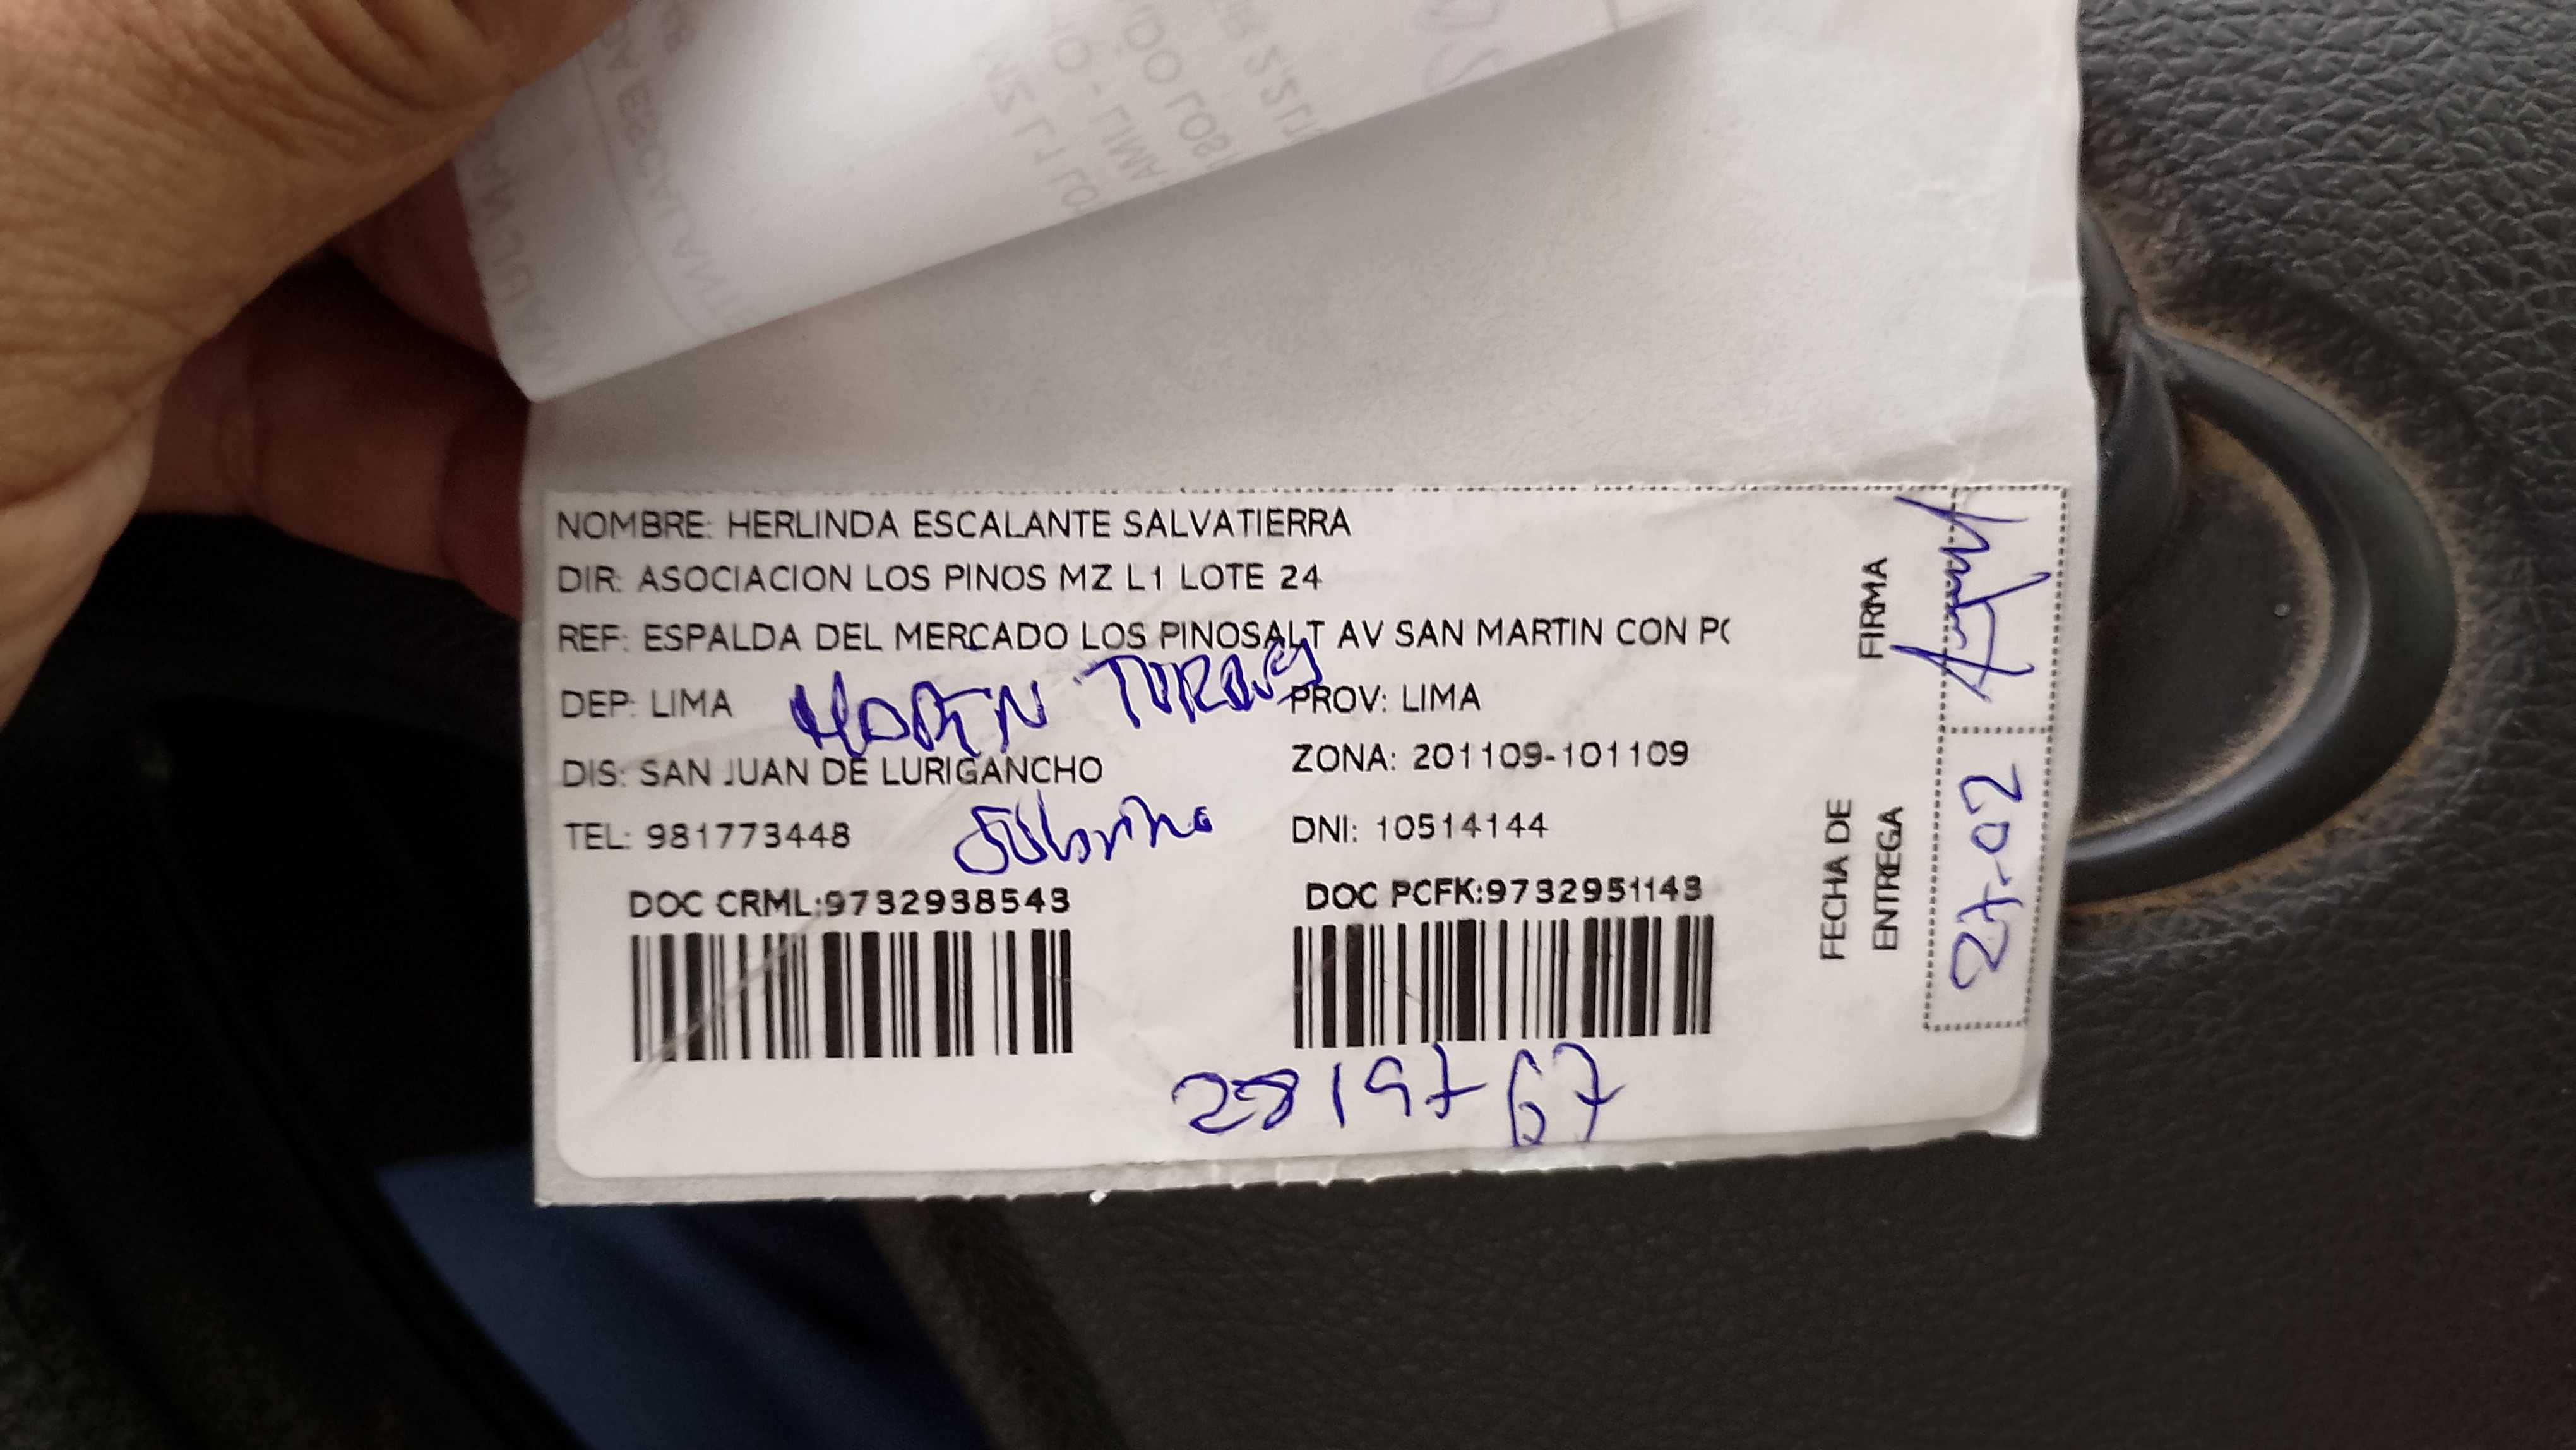 NOMBRE: HERLINDA ESCALANTE SALVATIERRA
DIR: ASOCIACION LOS PINOS MZ L1 LOTE 24
REF: ESPALDA DEL MERCADO LOS PINOSALT AV SAN MARTIN CON
DEP: LIMA
PROV: LIMA
DIS: SAN JUAN DE LURIGANCHO
ZONA: 201109-101109
TEL: 981773448
DNI: 10514144
DOC CRML:9732938543
DOC PCFK:9732951143
28197767
FIRMA
FECHA DE
ENTREGA
27-02